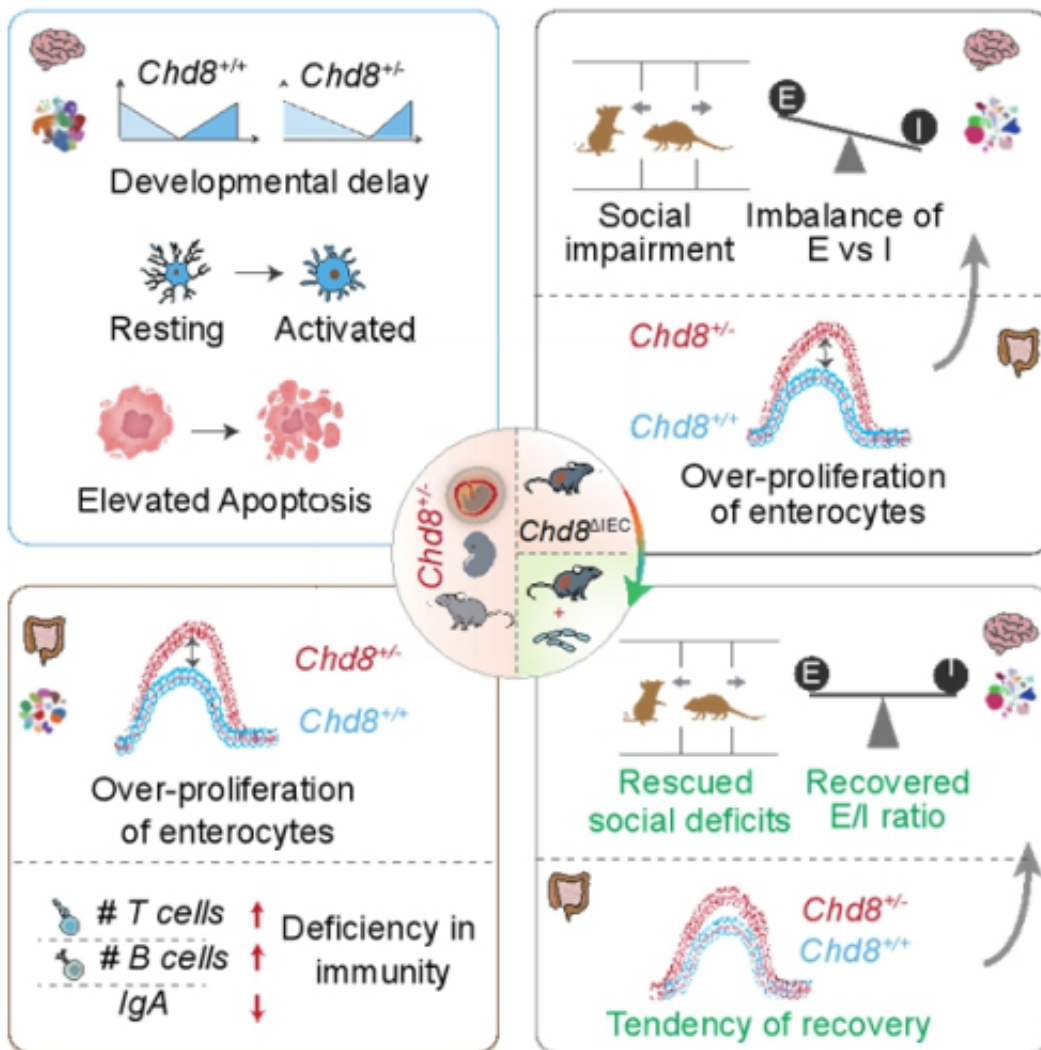 Chd8+/+ Chd8+/-
Developmental delay
Resting Activated
Elevated Apoptosis
E
I
Social impairment
Imbalance of E vs I
Chd8+/-
Chd8+/+
Over-proliferation
of enterocytes
Chd8+/-
Chd8ΔIEC
+
Chd8+/-
Chd8+/+
Over-proliferation
of enterocytes
# T cells
# B cells
IgA
Deficiency in
immunity
E
I
Rescued
social deficits
Recovered
E/I ratio
Chd8+/-
Chd8+/+
Tendency of recovery